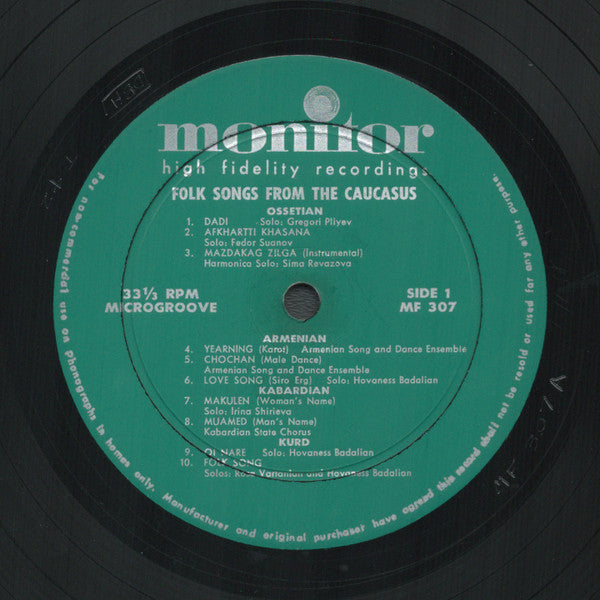 monitor
high fidelity recordings
FOLK SONGS FROM THE CAUCASUS
OSSETIAN
1. DADI Solo: Gregori Pliyev
2. AFKHARTTI KHASANA
Solo: Fedor Suanov
3. MAZDAKAG ZILGA (Instrumental)
Harmonica Solo: Sima Revazova
33⅓ RPM
MICROGROOVE
SIDE 1
MF 307
ARMENIAN
4. YEARNING (Karot) Armenian Song and Dance Ensemble
5. CHOCHAN (Male Dance)
Armenian Song and Dance Ensemble
6. LOVE SONG (Siro Erg) Solo: Hovaness Badalian
KABARDIAN
7. MAKULEN (Woman's Name)
Solo: Irina Shirieva
8. MUAMED (Man's Name)
Kabardian State Chorus
KURD
9. OI NARE Solo: Hovaness Badalian
10. FOLK SONG
Solos: Rose Vartanian and Hovaness Badalian
For non-commercial use on Phonographs in homes only. Manufacturer and original purchaser have agreed this record shall not be resold or used for any other purpose.
MF 307A